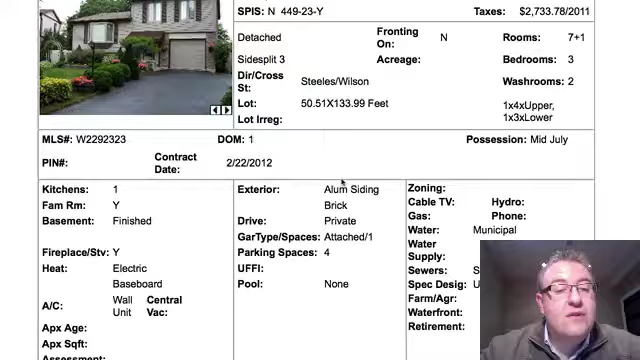 SPIS: N 449-23-Y Taxes: $2,733.78/2011
Detached Fronting On: N Rooms: 7+1
Sidesplit 3 Acreage: Bedrooms: 3
Dir/Cross St: Steeles/Wilson Washrooms: 2
Lot: 50.51X133.99 Feet 1x4xUpper,
Lot Irreg: 1x3xLower
MLS#: W2292323 DOM: 1 Possession: Mid July
PIN#: Contract Date: 2/22/2012
Kitchens: 1 Exterior: Alum Siding Zoning:
Fam Rm: Y Brick Cable TV: Hydro:
Basement: Finished Drive: Private Gas: Phone:
GarType/Spaces: Attached/1 Water: Municipal
Fireplace/Stv: Y Parking Spaces: 4 Water Supply:
Heat: Electric UFFI: Sewers: S
Baseboard Pool: None Spec Desig: U
A/C: Wall Unit Central Vac: Farm/Agr:
Waterfront:
Apx Age: Retirement:
Apx Sqft:
Assessment: